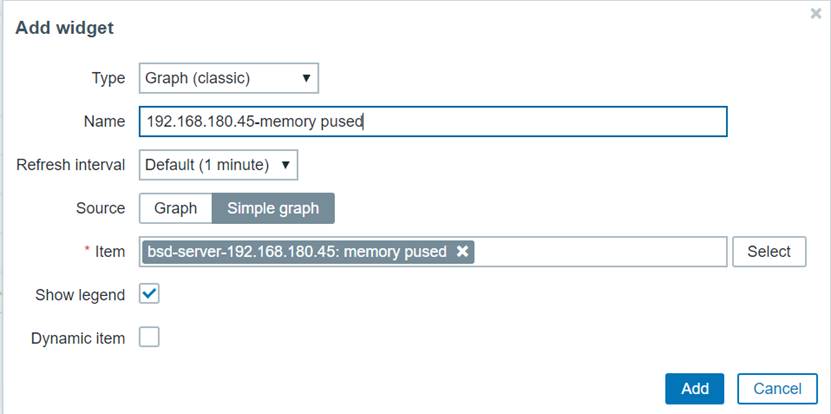 Add widget
Type Graph (classic)
Name 192.168.180.45-memory pused
Refresh interval Default (1 minute)
Source Graph Simple graph
* Item bsd-server-192.168.180.45: memory pused Select
Show legend
Dynamic item
Add Cancel